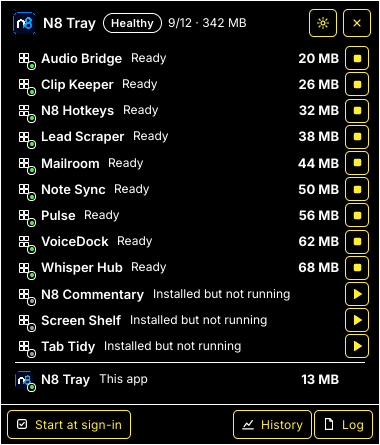 n8 N8 Tray Healthy 9/12 · 342 MB
Audio Bridge Ready 20 MB
Clip Keeper Ready 26 MB
N8 Hotkeys Ready 32 MB
Lead Scraper Ready 38 MB
Mailroom Ready 44 MB
Note Sync Ready 50 MB
Pulse Ready 56 MB
VoiceDock Ready 62 MB
Whisper Hub Ready 68 MB
N8 Commentary Installed but not running
Screen Shelf Installed but not running
Tab Tidy Installed but not running
n8 N8 Tray This app 13 MB
Start at sign-in History Log